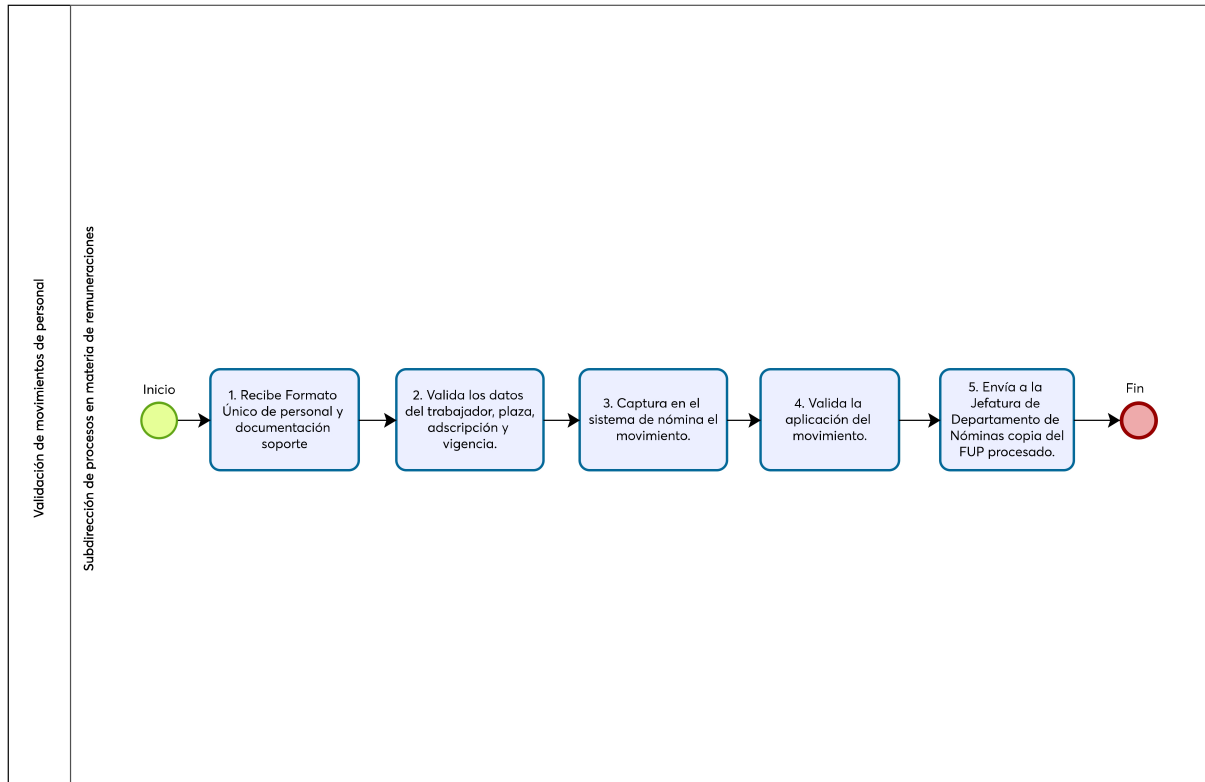 Validación de movimientos de personal
Subdirección de procesos en materia de remuneraciones
Inicio
1. Recibe Formato
Único de personal y
documentación
soporte
2. Valida los datos
del trabajador, plaza,
adscripción y
vigencia.
3. Captura en el
sistema de nómina el
movimiento.
4. Valida la
aplicación del
movimiento.
5. Envía a la
Jefatura de
Departamento de
Nóminas copia del
FUP procesado.
Fin